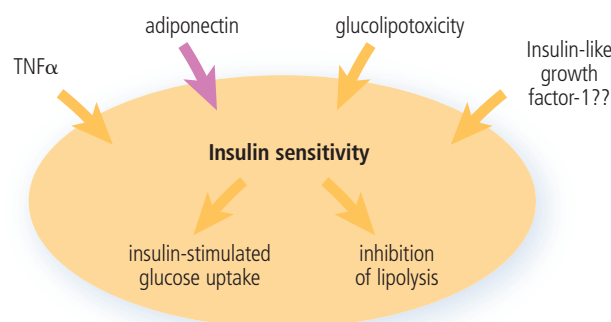 adiponectin
glucolipotoxicity
TNFα
Insulin-like
growth
factor-1??
Insulin sensitivity
insulin-stimulated
glucose uptake
inhibition
of lipolysis